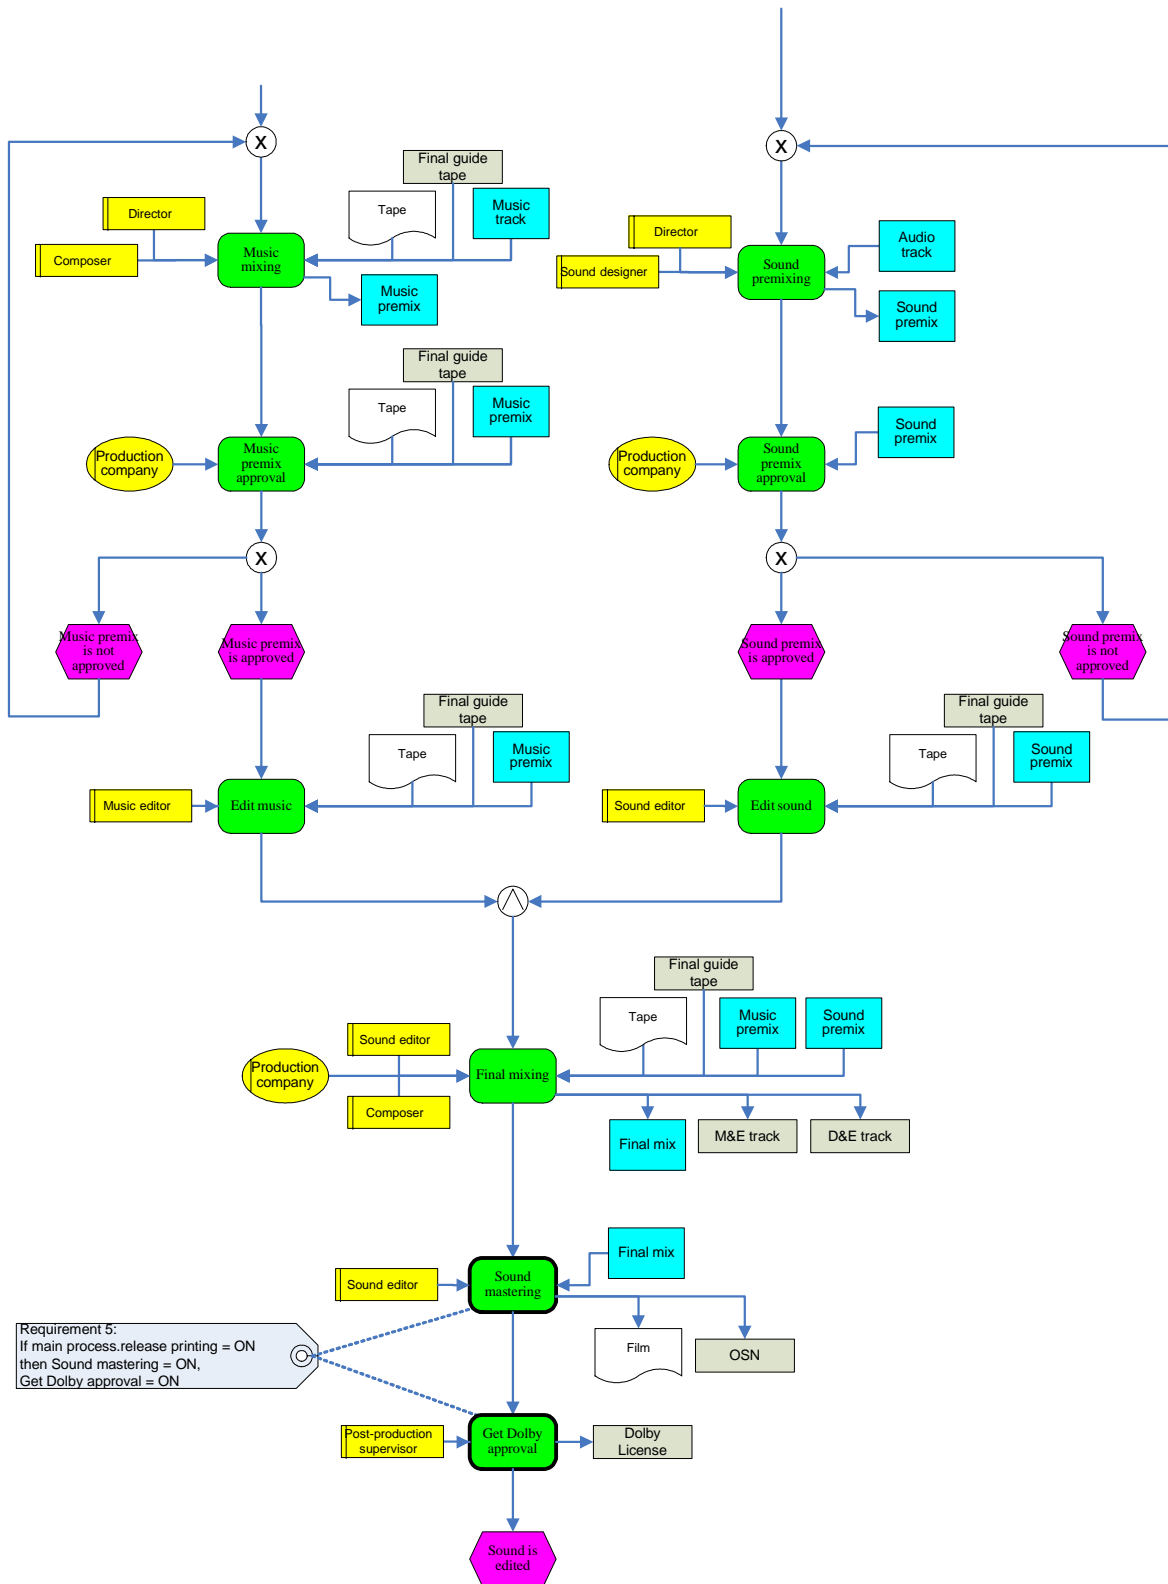 X
X
Final guide
tape
Director
Tape
Music
track
Composer
Music
mixing
Music
premix
Director
Sound designer
Sound
premixing
Audio
track
Sound
premix
Final guide
tape
Tape
Music
premix
Production
company
Music
premix
approval
Sound
premix
Production
company
Sound
premix
approval
X
X
Music premix
is not
approved
Music premix
is approved
Sound premix
is approved
Sound premix
is not
approved
Final guide
tape
Tape
Music
premix
Music editor
Edit music
Final guide
tape
Tape
Sound
premix
Sound editor
Edit sound
Final guide
tape
Tape
Music
premix
Sound
premix
Sound editor
Production
company
Composer
Final mixing
Final mix
M&E track
D&E track
Final mix
Sound editor
Sound
mastering
Film
OSN
Requirement 5:
If main process.release printing = ON
then Sound mastering = ON,
Get Dolby approval = ON
Post-production
supervisor
Get Dolby
approval
Dolby
License
Sound is
edited